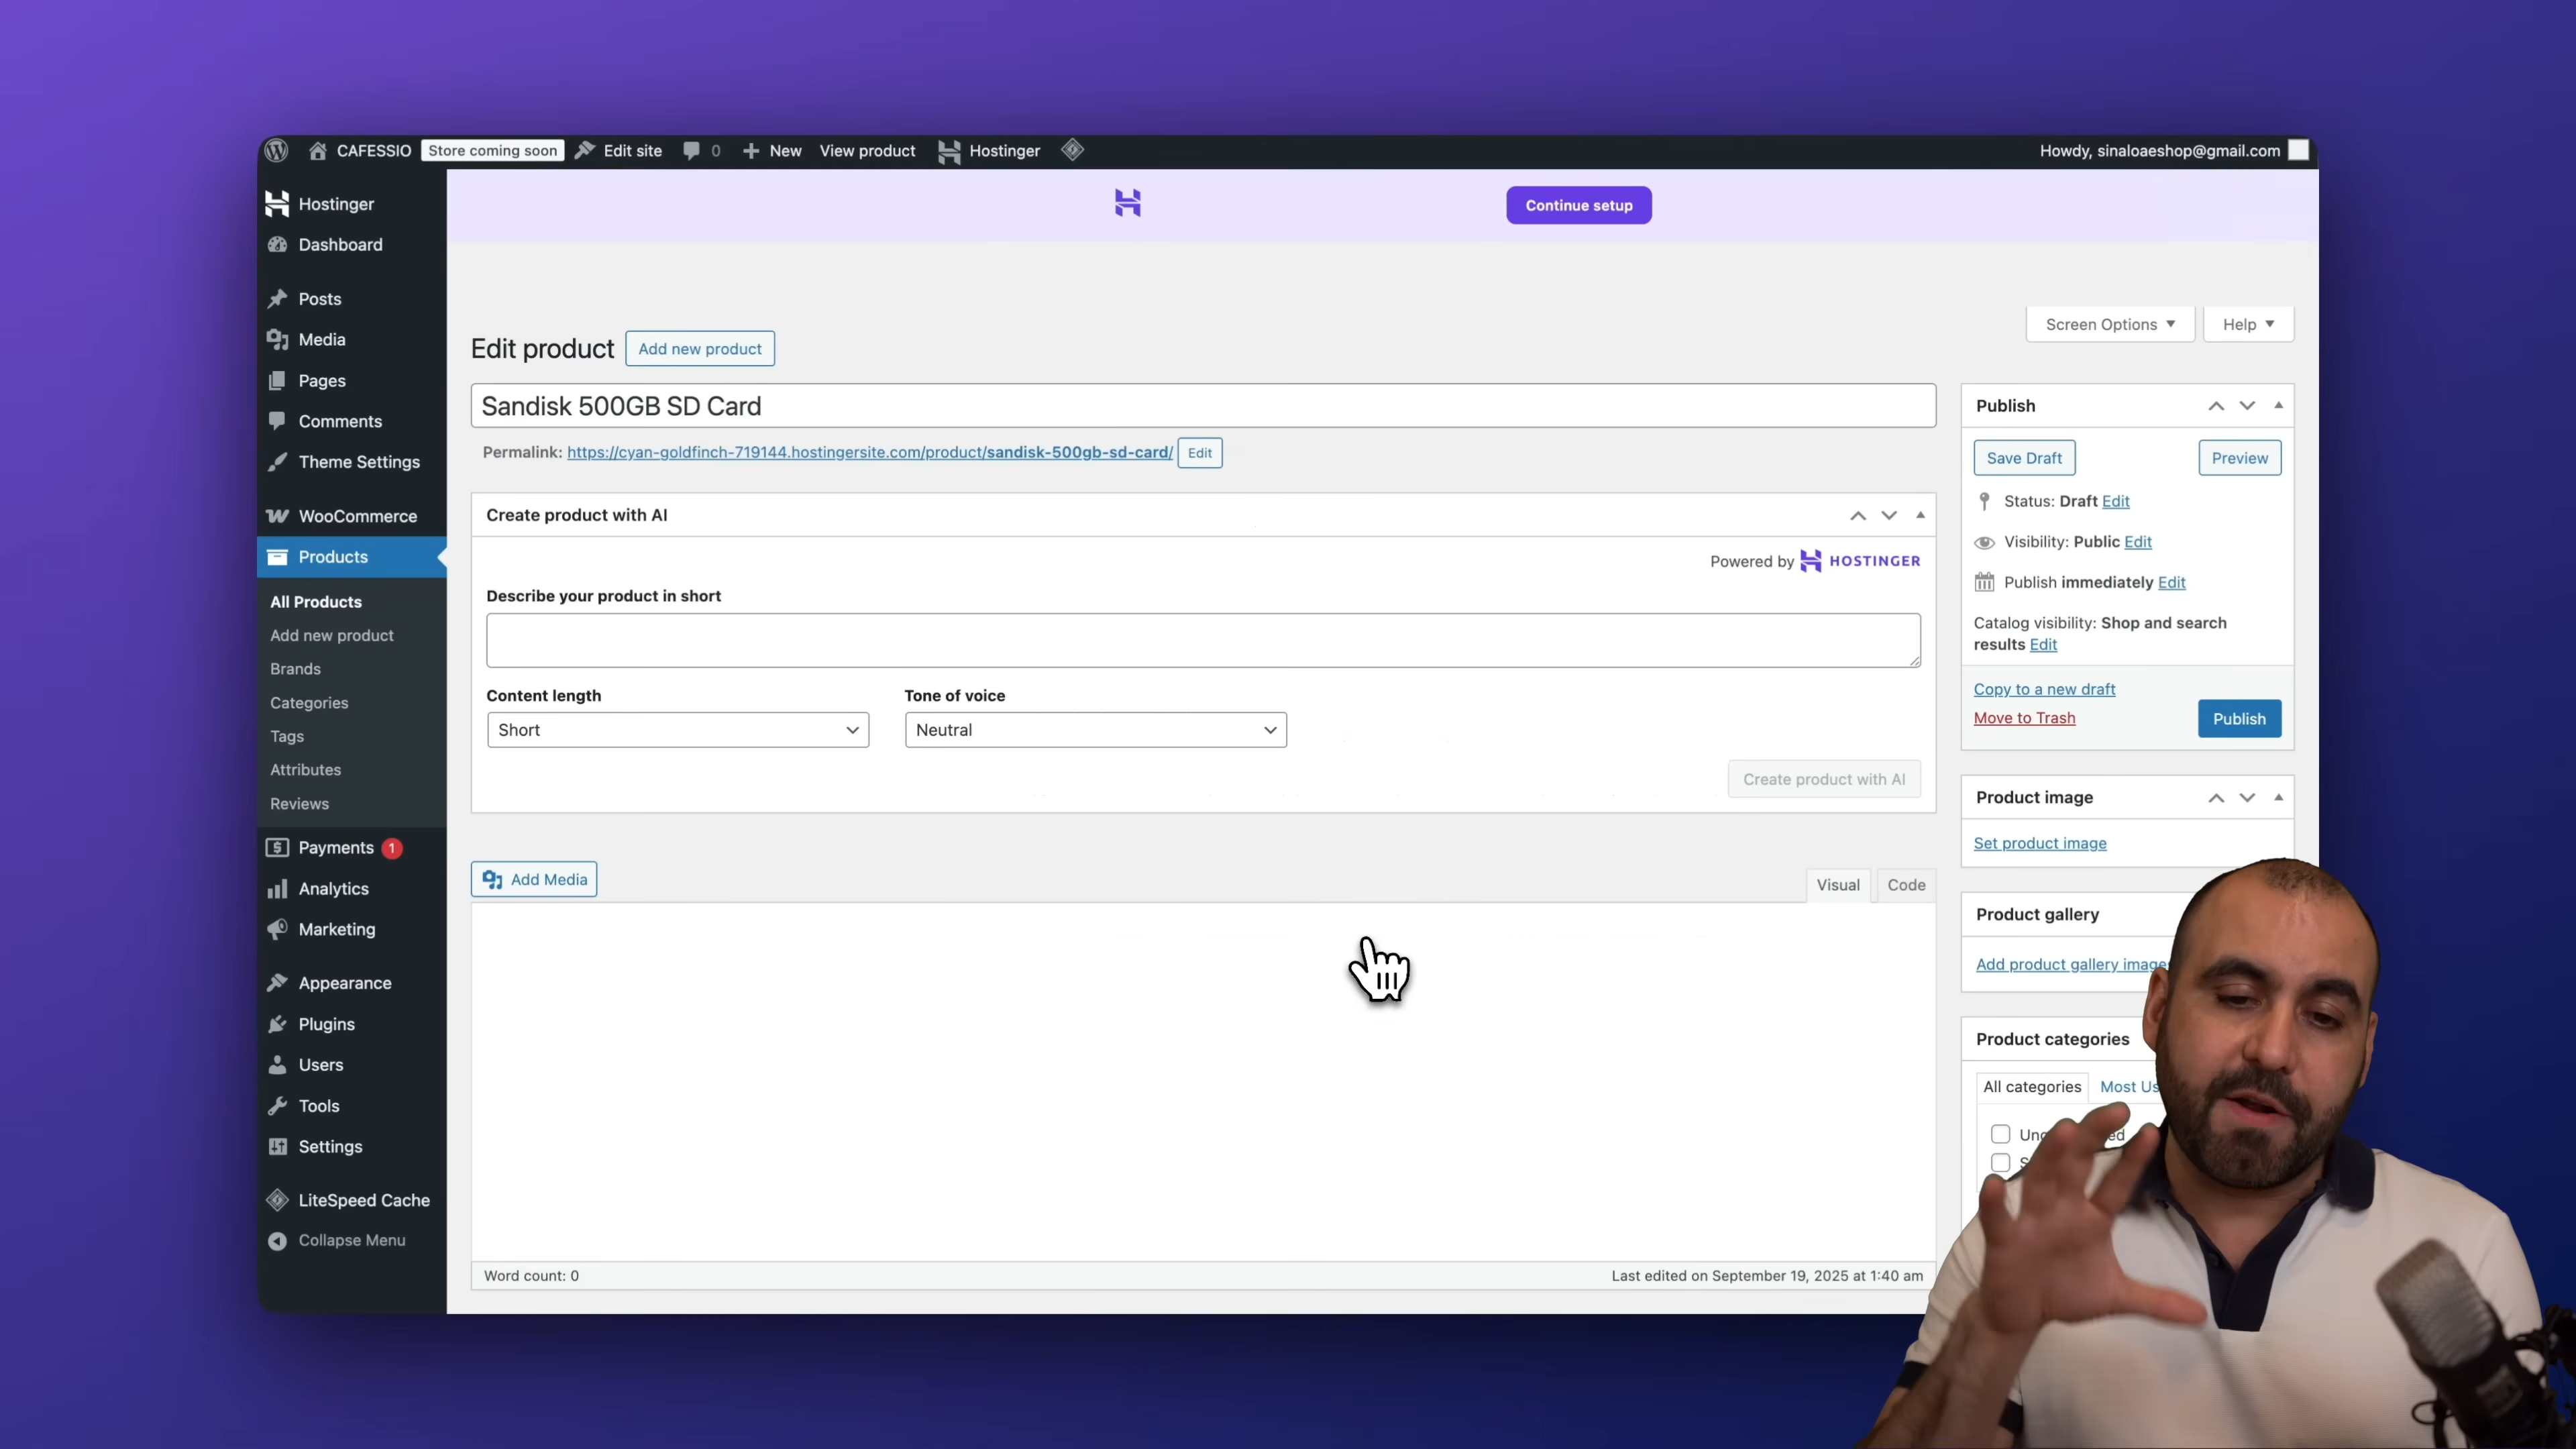 CAFESSIO Store coming soon Edit site 0 New View product Hostinger Howdy, sinaloaeshop@gmail.com
Hostinger
Dashboard
Posts
Media
Pages
Comments
Theme Settings
WooCommerce
Products
All Products
Add new product
Brands
Categories
Tags
Attributes
Reviews
Payments 1
Analytics
Marketing
Appearance
Plugins
Users
Tools
Settings
LiteSpeed Cache
Collapse Menu
Continue setup
Screen Options Help
Edit product Add new product
Sandisk 500GB SD Card
Permalink: https://cyan-goldfinch-719144.hostingersite.com/product/sandisk-500gb-sd-card/ Edit
Create product with AI
Powered by HOSTINGER
Describe your product in short
Content length Tone of voice
Short Neutral
Create product with AI
Add Media Visual Code
Word count: 0 Last edited on September 19, 2025 at 1:40 am
Publish
Save Draft Preview
Status: Draft Edit
Visibility: Public Edit
Publish immediately Edit
Catalog visibility: Shop and search
results Edit
Copy to a new draft
Move to Trash Publish
Product image
Set product image
Product gallery
Add product gallery
Product categories
All categories Most